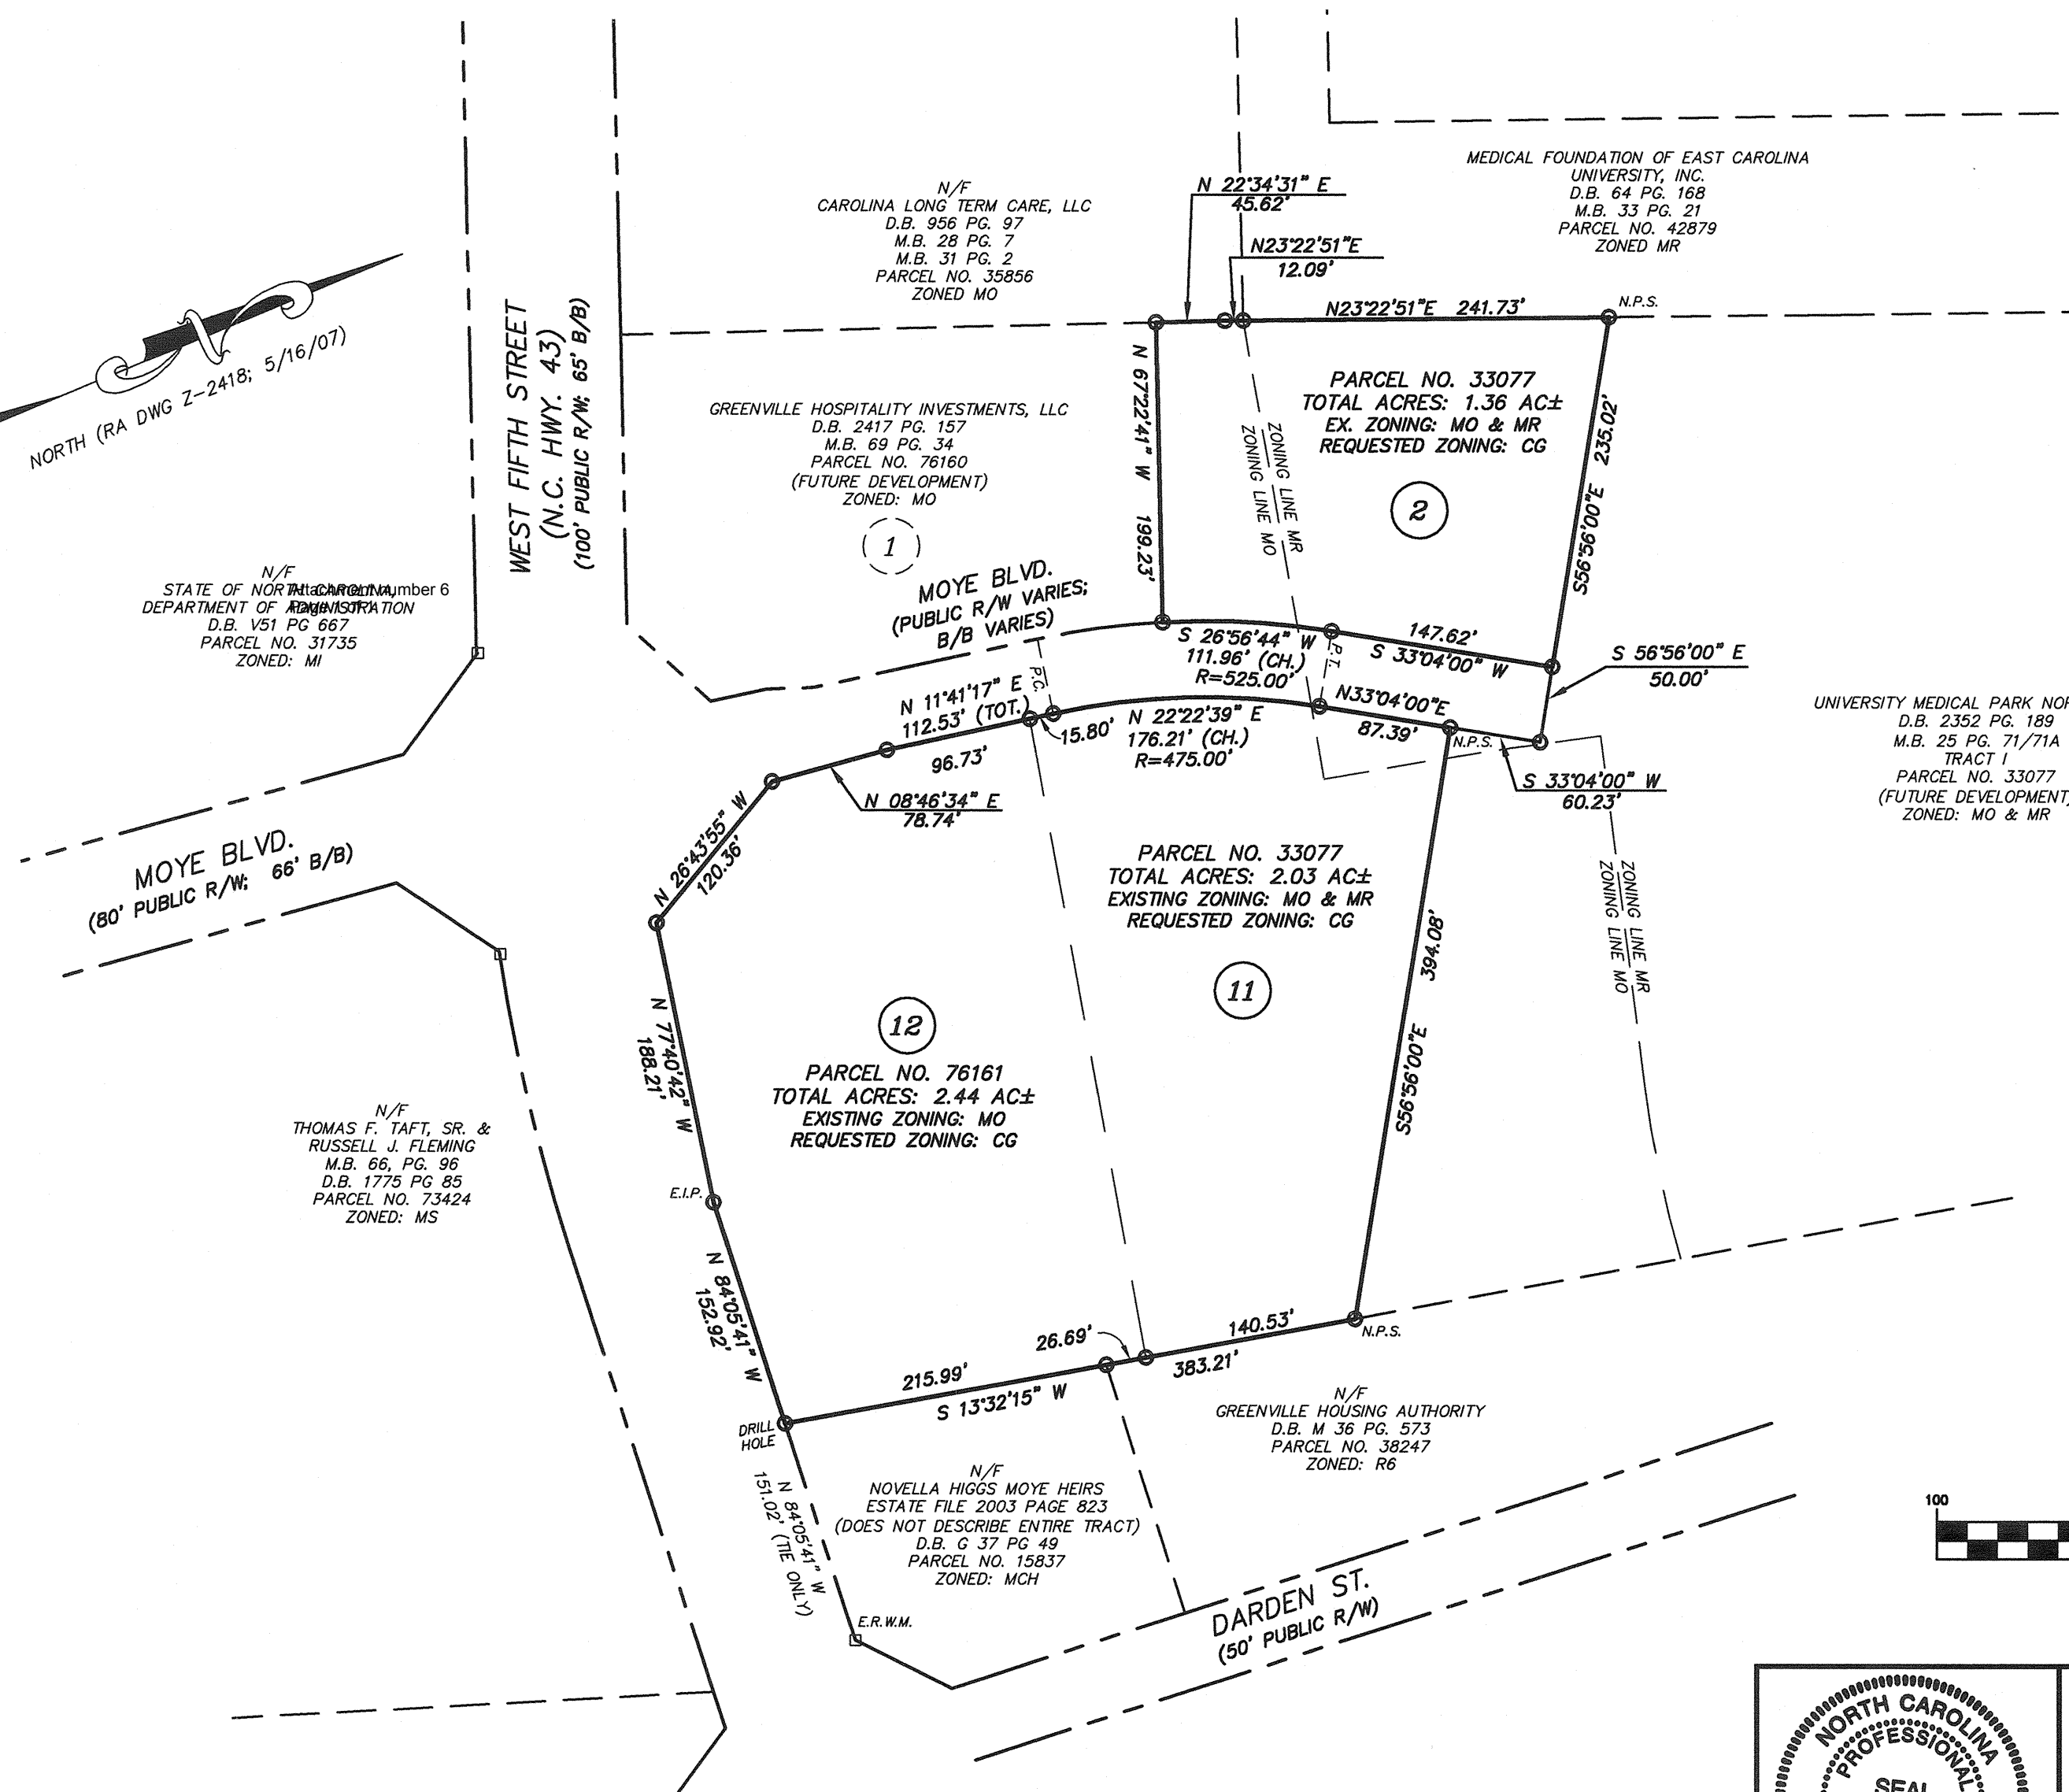 NORTH (RA DWG Z-2418; 5/16/07)
WEST FIFTH STREET
(N.C. HWY. 43)
(100' PUBLIC R/W; 65' B/B)
N/F
CAROLINA LONG TERM CARE, LLC
D.B. 956 PG. 97
M.B. 28 PG. 7
M.B. 31 PG. 2
PARCEL NO. 35856
ZONED MO
N 22°34'31" E
45.62'
N23°22'51"E
12.09'
MEDICAL FOUNDATION OF EAST CAROLINA
UNIVERSITY, INC.
D.B. 64 PG. 168
M.B. 33 PG. 21
PARCEL NO. 42879
ZONED MR
N23°22'51"E 241.73'
N.P.S.
N 67°22'41" W 199.23'
PARCEL NO. 33077
TOTAL ACRES: 1.36 AC±
EX. ZONING: MO & MR
REQUESTED ZONING: CG
2
ZONING LINE MR
ZONING LINE MO
S56°56'00"E 235.02'
GREENVILLE HOSPITALITY INVESTMENTS, LLC
D.B. 2417 PG. 157
M.B. 69 PG. 34
PARCEL NO. 76160
(FUTURE DEVELOPMENT)
ZONED: MO
1
MOYE BLVD.
(PUBLIC R/W VARIES;
B/B VARIES)
N/F
STATE OF NORTH CAROLINA,
DEPARTMENT OF ADMINISTRATION
Attachment number 6
D.B. V51 PG 667
PARCEL NO. 31735
ZONED: MI
S 26°56'44" W
111.96' (CH.)
R=525.00'
P.T.
147.62'
S 33°04'00" W
S 56°56'00" E
50.00'
P.C.
N 11°41'17" E
112.53' (TOT.)
96.73'
15.80'
N 22°22'39" E
176.21' (CH.)
R=475.00'
N33°04'00"E
87.39'
N.P.S.
S 33°04'00" W
60.23'
UNIVERSITY MEDICAL PARK NOR
D.B. 2352 PG. 189
M.B. 25 PG. 71/71A
TRACT I
PARCEL NO. 33077
(FUTURE DEVELOPMENT)
ZONED: MO & MR
N 08°46'34" E
78.74'
N 26°43'55" W
120.36'
MOYE BLVD.
(80' PUBLIC R/W; 66' B/B)
PARCEL NO. 33077
TOTAL ACRES: 2.03 AC±
EXISTING ZONING: MO & MR
REQUESTED ZONING: CG
11
S56°56'00"E 394.08'
ZONING LINE MR
ZONING LINE MO
12
PARCEL NO. 76161
TOTAL ACRES: 2.44 AC±
EXISTING ZONING: MO
REQUESTED ZONING: CG
N 77°40'42" W
188.21'
E.I.P.
N/F
THOMAS F. TAFT, SR. &
RUSSELL J. FLEMING
M.B. 66, PG. 96
D.B. 1775 PG 85
PARCEL NO. 73424
ZONED: MS
N 84°05'41" W
152.92'
215.99'
26.69'
140.53'
S 13°32'15" W
383.21'
N.P.S.
DRILL
HOLE
N/F
GREENVILLE HOUSING AUTHORITY
D.B. M 36 PG. 573
PARCEL NO. 38247
ZONED: R6
N/F
NOVELLA HIGGS MOYE HEIRS
ESTATE FILE 2003 PAGE 823
(DOES NOT DESCRIBE ENTIRE TRACT)
D.B. G 37 PG 49
PARCEL NO. 15837
ZONED: MCH
N 84°05'41" W
151.02' (TIE ONLY)
E.R.W.M.
DARDEN ST.
(50' PUBLIC R/W)
100
NORTH CAROLINA
PROFESSIONAL
SEAL